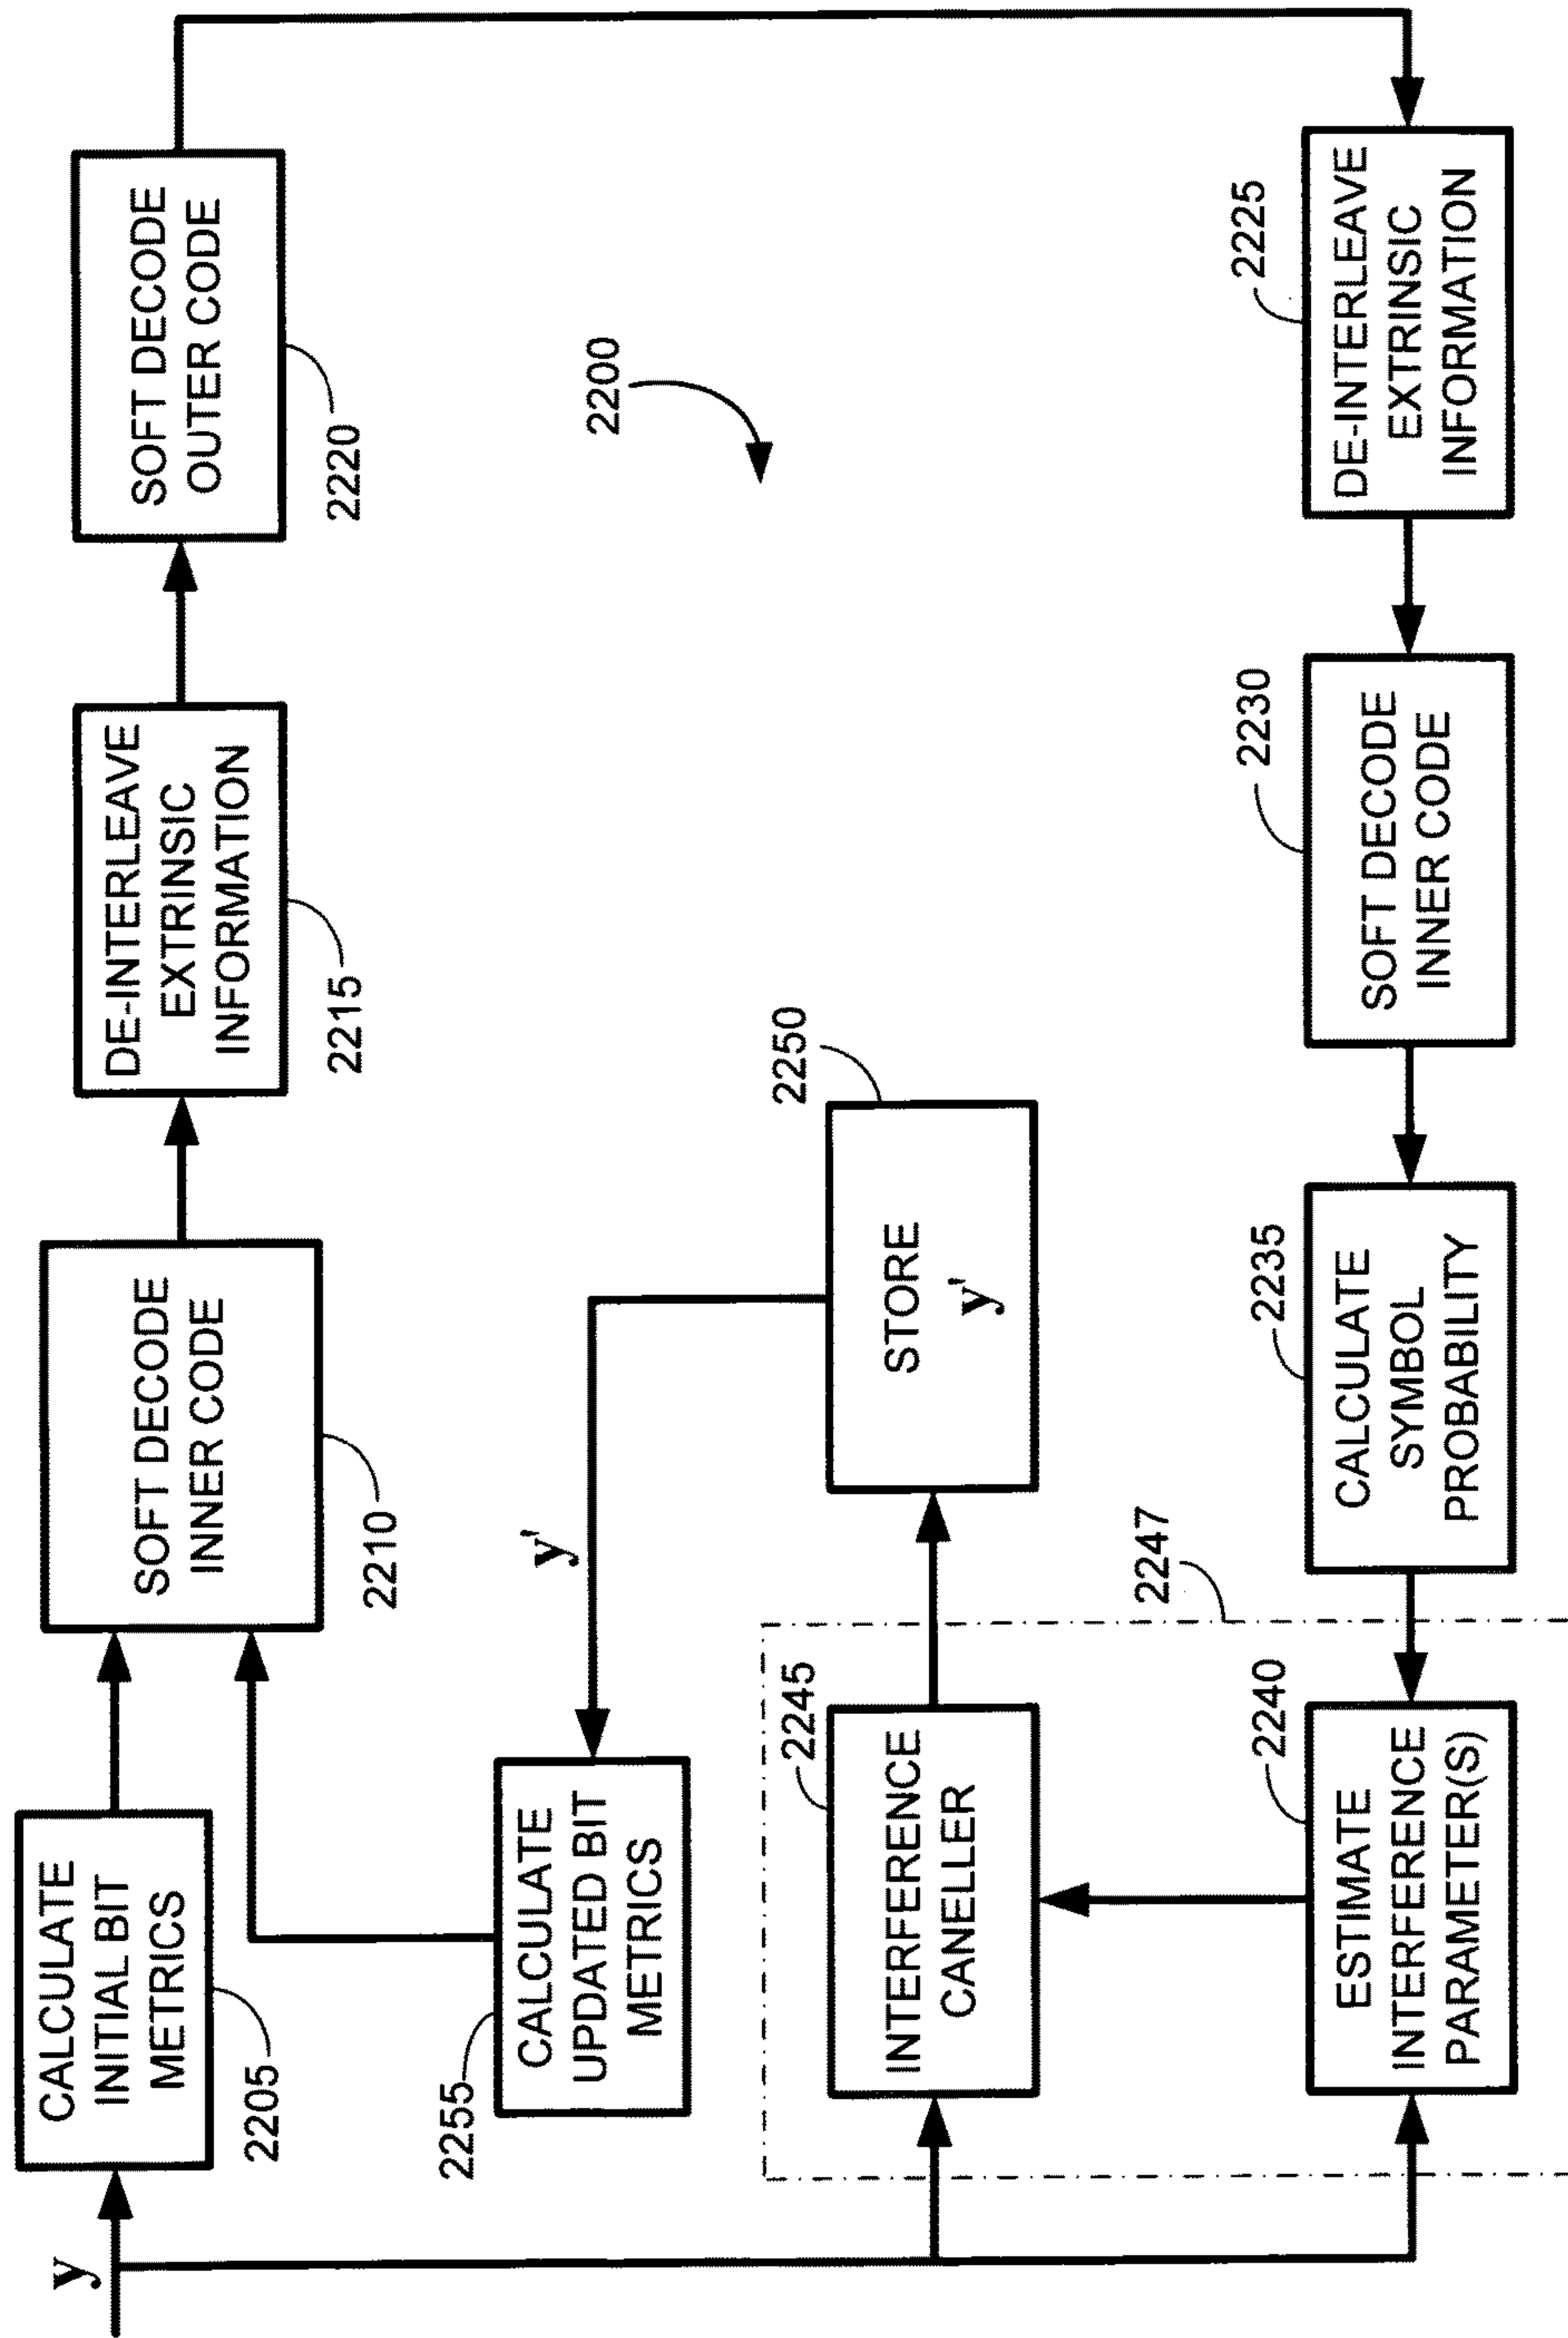 y
CALCULATE
INITIAL BIT
METRICS
2205
SOFT DECODE
INNER CODE
2210
DE-INTERLEAVE
EXTRINSIC
INFORMATION
2215
SOFT DECODE
OUTER CODE
2220
2200
CALCULATE
UPDATED BIT
METRICS
2255
y'
STORE
y'
2250
INTERFERENCE
CANELLER
2245
2247
ESTIMATE
INTERFERENCE
PARAMETER(S)
2240
CALCULATE
SYMBOL
PROBABILITY
2235
SOFT DECODE
INNER CODE
2230
DE-INTERLEAVE
EXTRINSIC
INFORMATION
2225